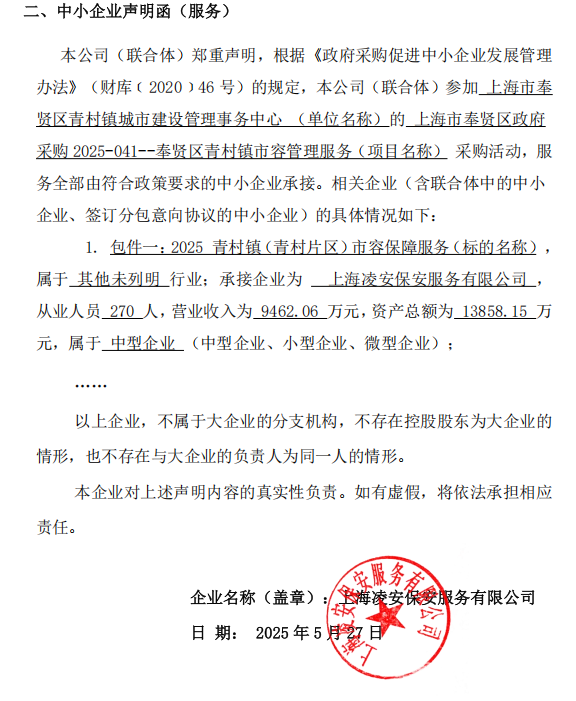 二、中小企业声明函（服务）
本公司（联合体）郑重声明，根据《政府采购促进中小企业发展管理
办法》（财库﹝2020﹞46 号）的规定，本公司（联合体）参加 上海市奉
贤区青村镇城市建设管理事务中心 （单位名称）的 上海市奉贤区政府
采购 2025-041--奉贤区青村镇市容管理服务（项目名称） 采购活动，服
务全部由符合政策要求的中小企业承接。相关企业（含联合体中的中小
企业、签订分包意向协议的中小企业）的具体情况如下：
1. 包件一：2025 青村镇（青村片区）市容保障服务（标的名称），
属于 其他未列明 行业；承接企业为 上海凌安保安服务有限公司 ，
从业人员 270 人，营业收入为 9462.06 万元，资产总额为 13858.15 万
元，属于 中型企业 （中型企业、小型企业、微型企业）；
……
以上企业，不属于大企业的分支机构，不存在控股股东为大企业的
情形，也不存在与大企业的负责人为同一人的情形。
本企业对上述声明内容的真实性负责。如有虚假，将依法承担相应
责任。
企业名称（盖章）：上海凌安保安服务有限公司
日 期： 2025 年 5 月 27 日
上海凌安保安服务有限公司